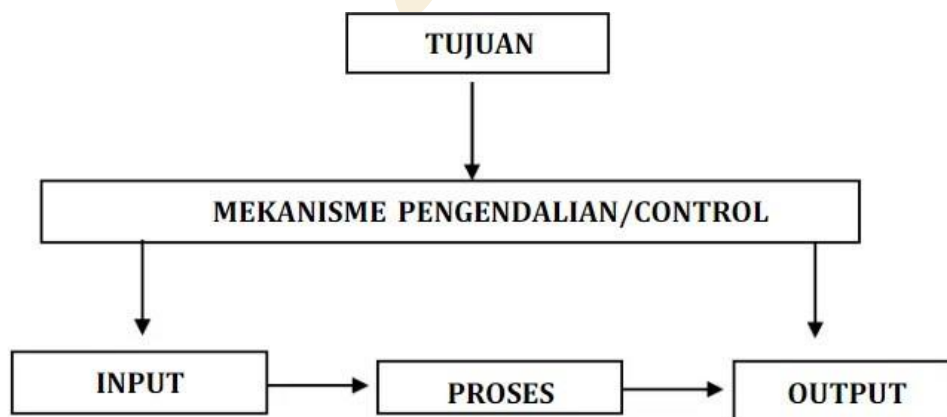 TUJUAN
MEKANISME PENGENDALIAN/CONTROL
INPUT
PROSES
OUTPUT